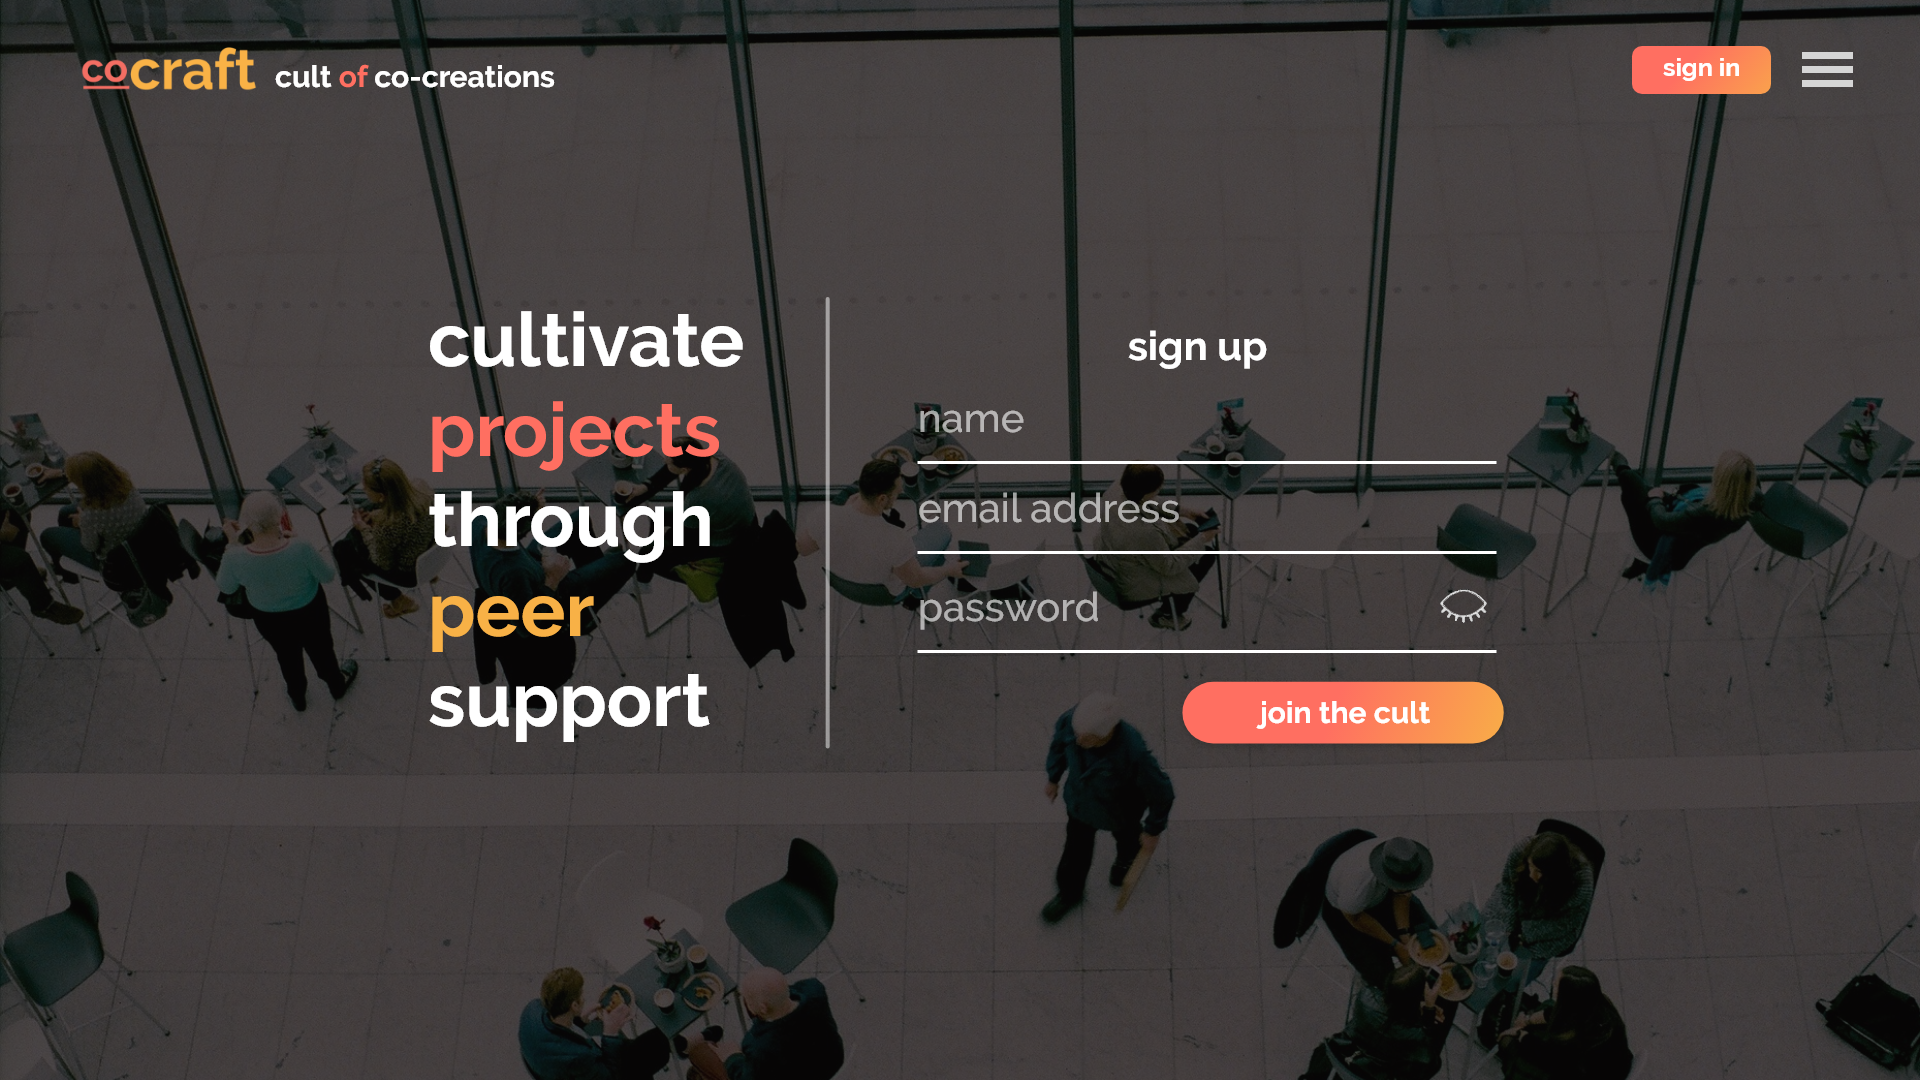 cocraft cult of co-creations
sign in
cultivate
projects
through
peer
support
sign up
name
email address
password
join the cult